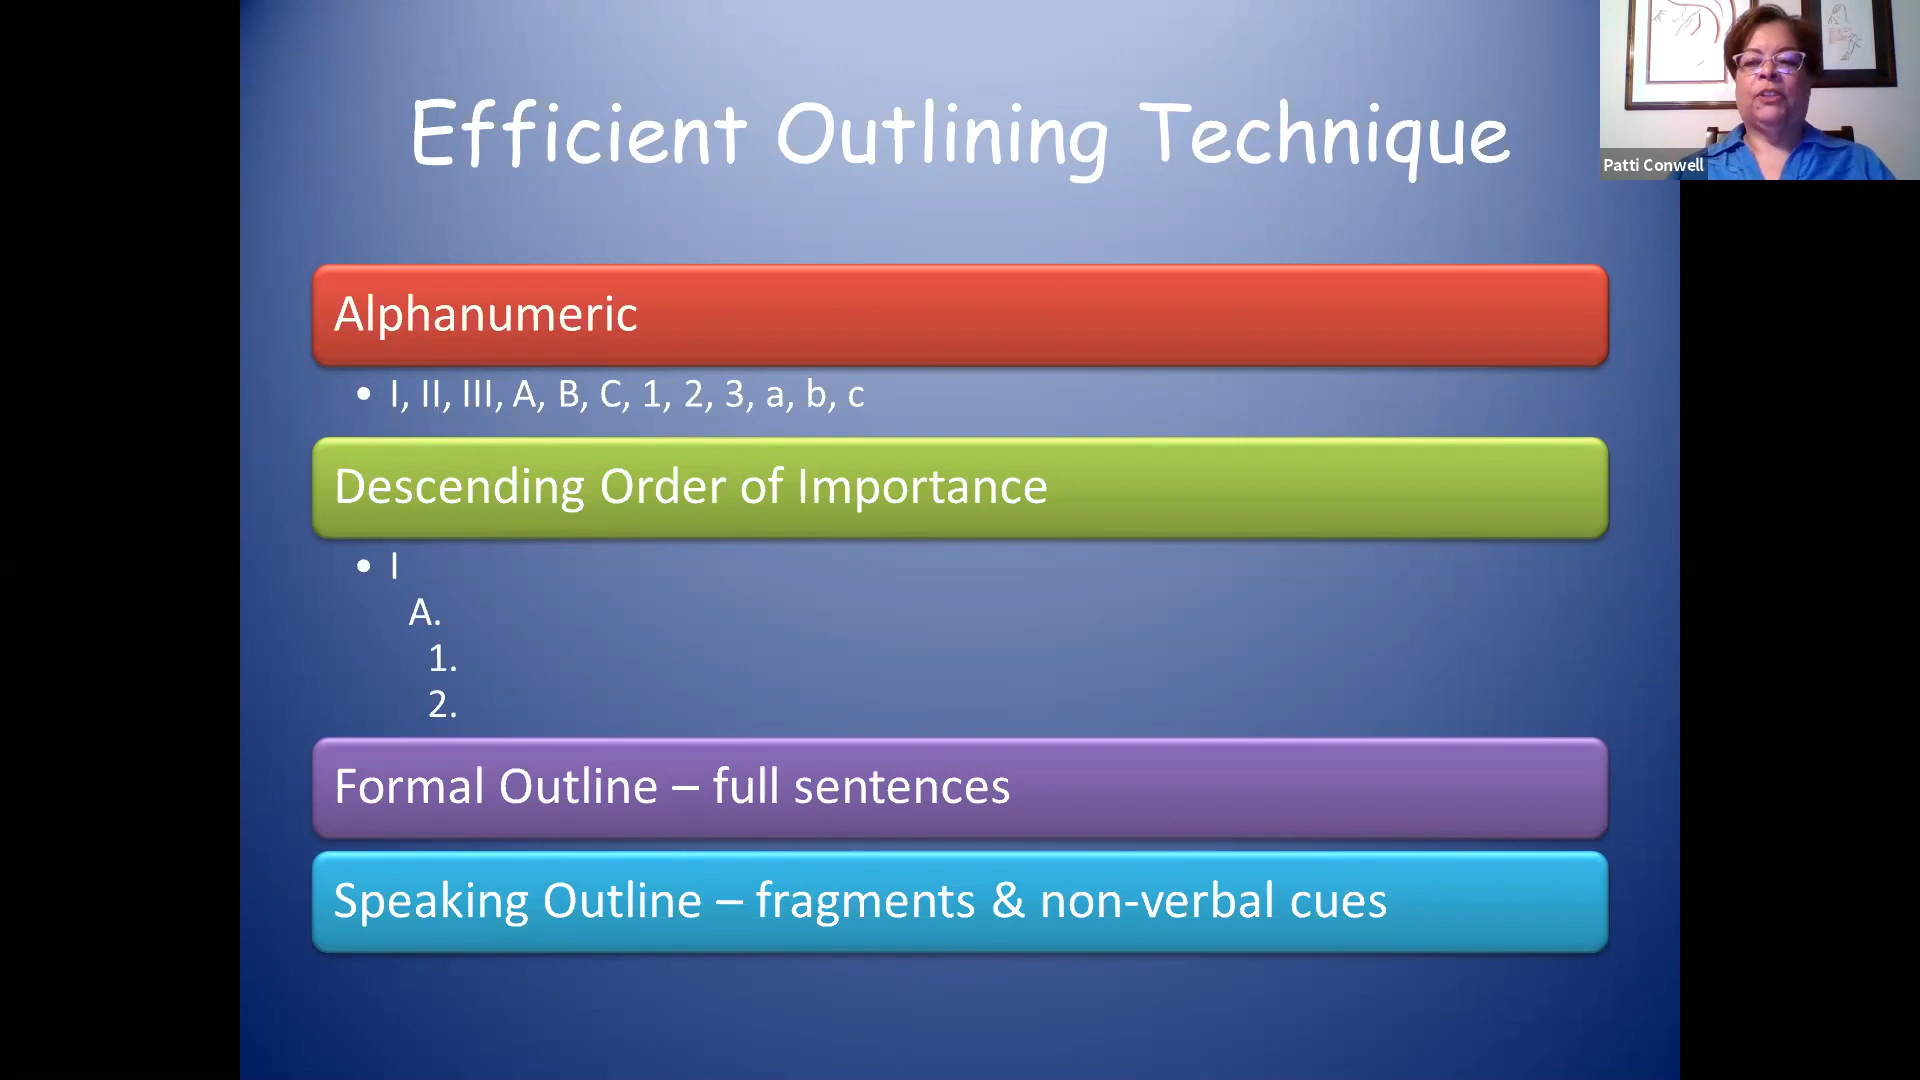 Efficient Outlining Technique
Patti Conwell
Alphanumeric
• I, II, III, A, B, C, 1, 2, 3, a, b, c
Descending Order of Importance
• I
A.
1.
2.
Formal Outline – full sentences
Speaking Outline – fragments & non-verbal cues